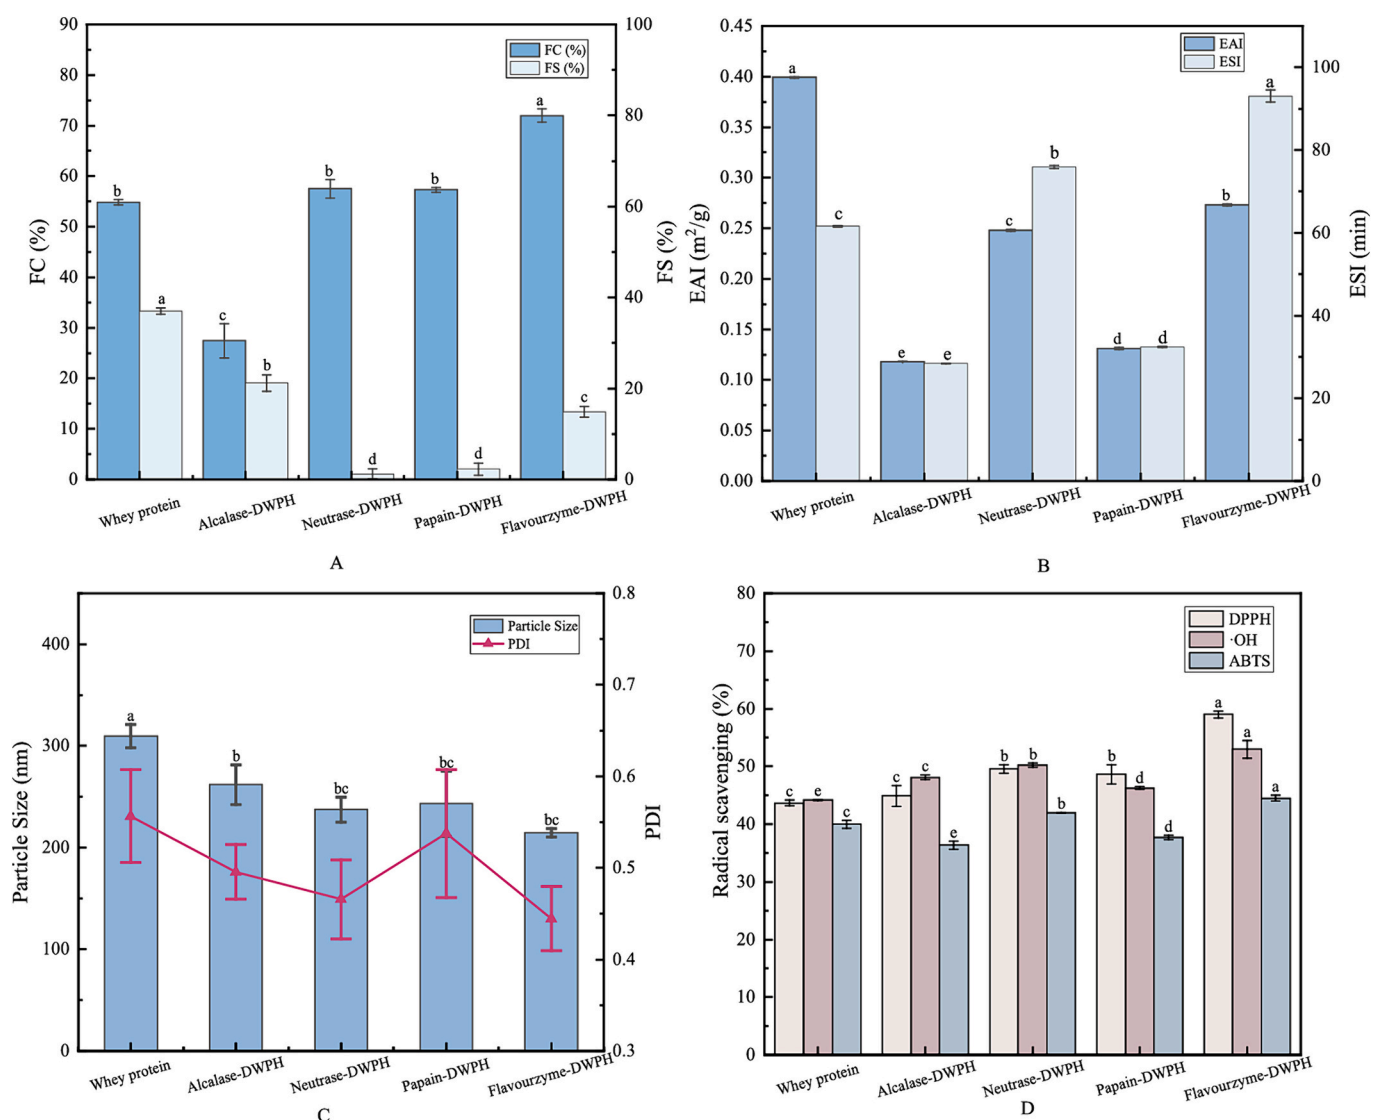 90
80
70
60
50
40
30
20
10
0
FC (%)
100
80
60
40
20
0
FS (%)
FC (%)
FS (%)
b
a
c
b
b
d
b
d
a
c
Whey protein
Alcalase-DWPH
Neutrase-DWPH
Papain-DWPH
Flavourzyme-DWPH
A
0.45
0.40
0.35
0.30
0.25
0.20
0.15
0.10
0.05
0.00
EAI (m²/g)
100
80
60
40
20
0
ESI (min)
EAI
ESI
a
c
e
e
c
b
d
d
b
a
Whey protein
Alcalase-DWPH
Neutrase-DWPH
Papain-DWPH
Flavourzyme-DWPH
B
400
300
200
100
0
Particle Size (nm)
0.8
0.7
0.6
0.5
0.4
0.3
PDI
Particle Size
PDI
a
b
bc
bc
bc
Whey protein
Alcalase-DWPH
Neutrase-DWPH
Papain-DWPH
Flavourzyme-DWPH
C
80
70
60
50
40
30
20
10
0
Radical scavenging (%)
DPPH
·OH
ABTS
c
e
c
c
c
e
b
b
b
b
d
d
a
a
a
Whey protein
Alcalase-DWPH
Neutrase-DWPH
Papain-DWPH
Flavourzyme-DWPH
D